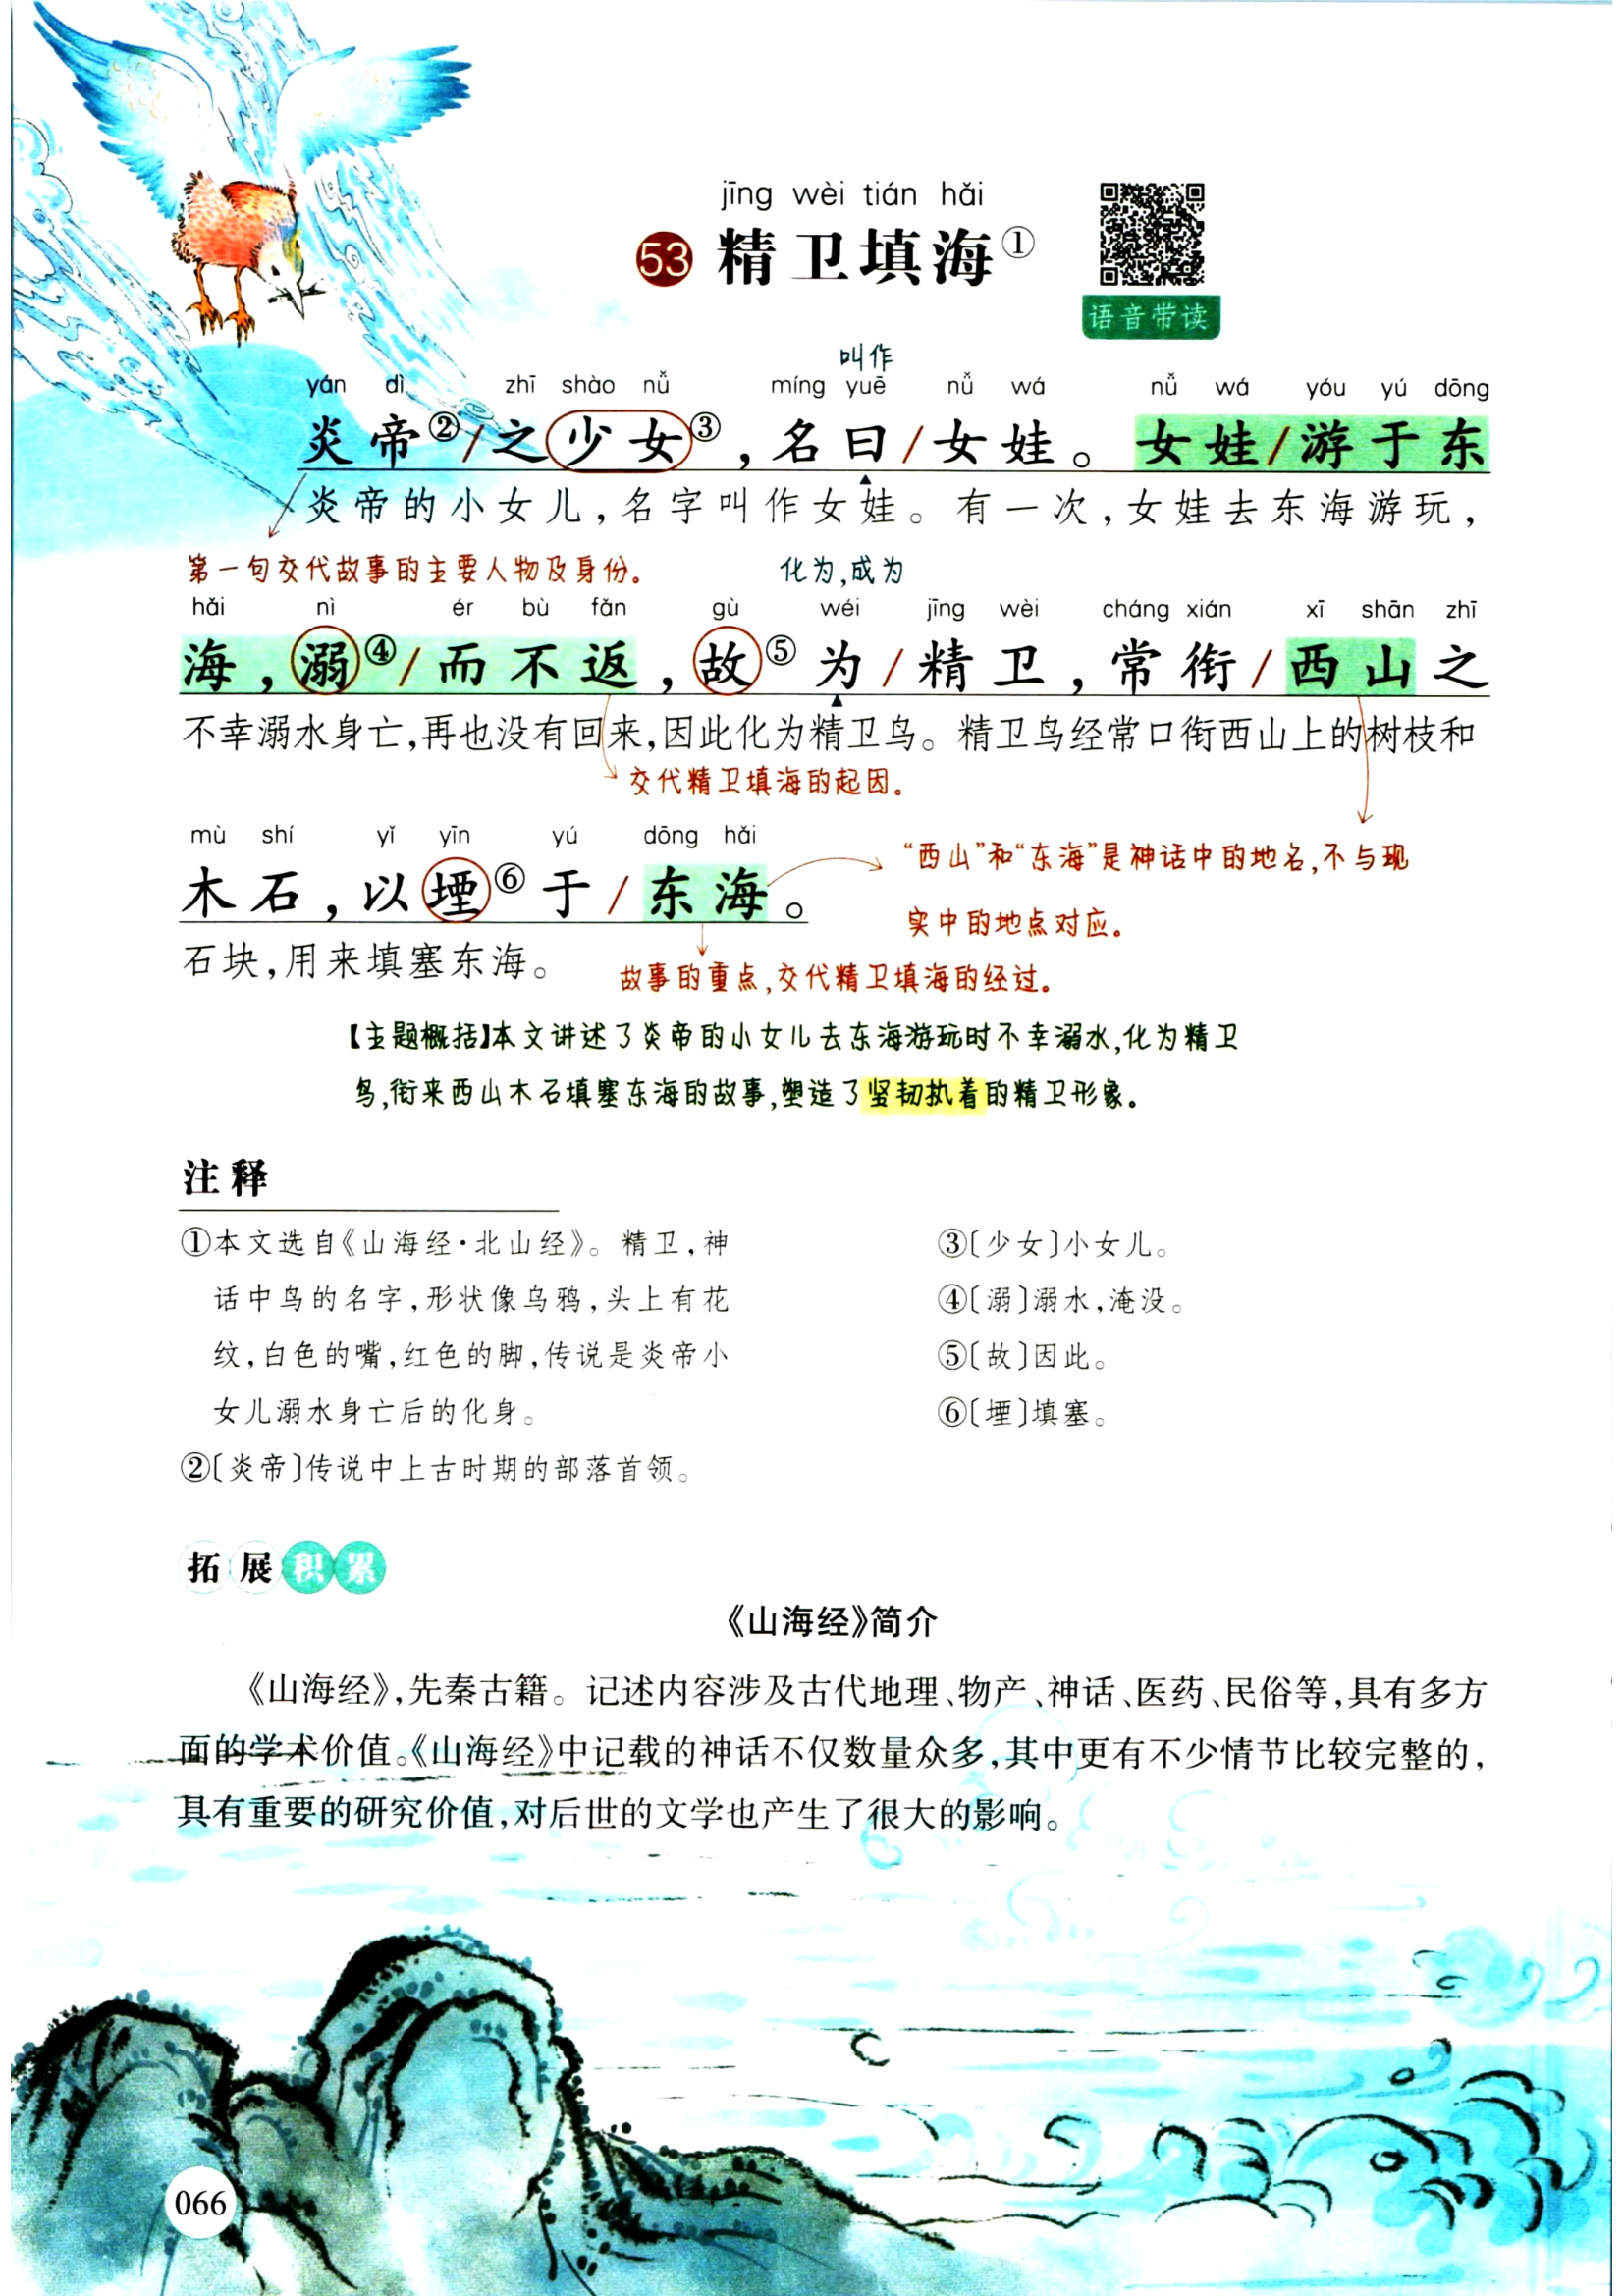 jīng wèi tián hǎi
53 精卫填海①
语音带读
叫作
yán dì zhī shào nǚ míng yuē nǚ wá nǚ wá yóu yú dōng
炎帝②/之少女③，名曰/女娃。女娃/游于东
炎帝的小女儿，名字叫作女娃。有一次，女娃去东海游玩，
第一句交代故事的主要人物及身份。
化为，成为
hǎi nì ér bù fǎn gù wéi jīng wèi cháng xián xī shān zhī
海，溺④/而不返，故⑤为/精卫，常衔/西山之
不幸溺水身亡，再也没有回来，因此化为精卫鸟。精卫鸟经常口衔西山上的树枝和
交代精卫填海的起因。
mù shí yǐ yīn yú dōng hǎi
木石，以堙⑥于/东海。
“西山”和“东海”是神话中的地名，不与现
实中的地点对应。
石块，用来填塞东海。
故事的重点，交代精卫填海的经过。
【主题概括】本文讲述了炎帝的小女儿去东海游玩时不幸溺水，化为精卫
鸟，衔来西山木石填塞东海的故事，塑造了坚韧执着的精卫形象。
注释
①本文选自《山海经·北山经》。精卫，神
话中鸟的名字，形状像乌鸦，头上有花
纹，白色的嘴，红色的脚，传说是炎帝小
女儿溺水身亡后的化身。
②〔炎帝〕传说中上古时期的部落首领。
③〔少女〕小女儿。
④〔溺〕溺水，淹没。
⑤〔故〕因此。
⑥〔堙〕填塞。
拓展积累
《山海经》简介
《山海经》，先秦古籍。记述内容涉及古代地理、物产、神话、医药、民俗等，具有多方
面的学术价值。《山海经》中记载的神话不仅数量众多，其中更有不少情节比较完整的，
具有重要的研究价值，对后世的文学也产生了很大的影响。
066